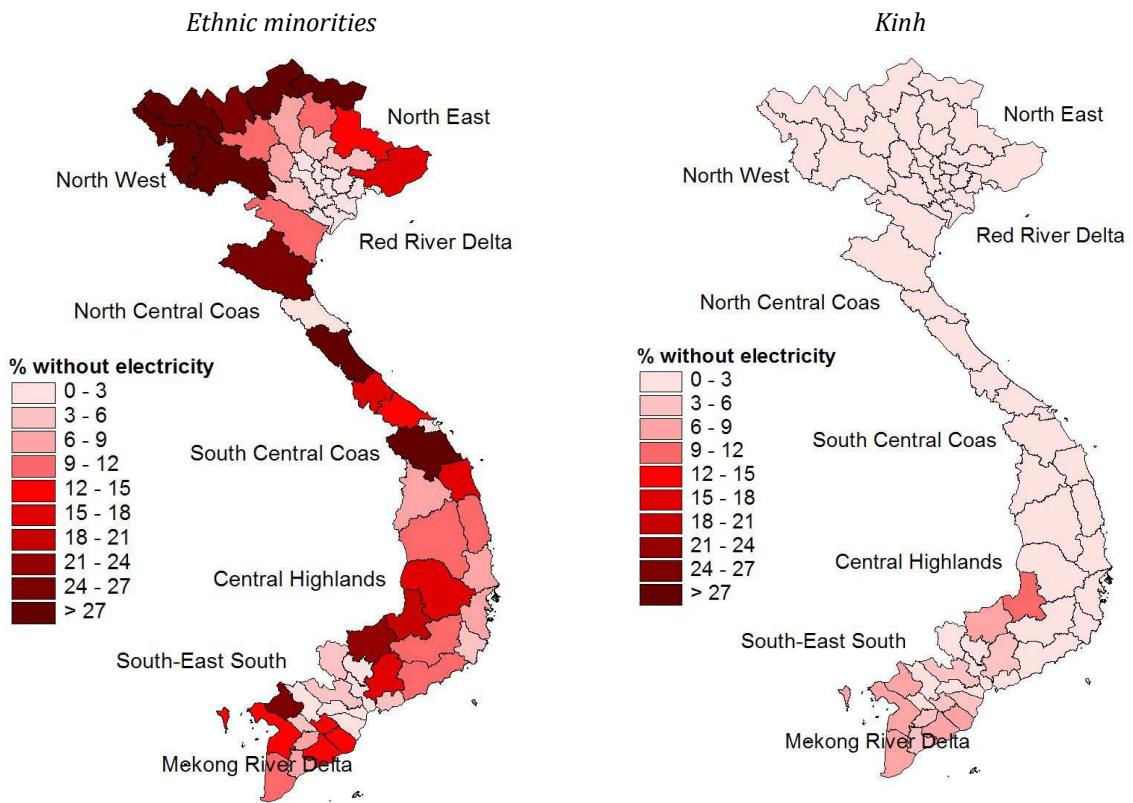 Ethnic minorities
North East
North West
Red River Delta
North Central Coas
% without electricity
0 - 3
3 - 6
6 - 9
9 - 12
12 - 15
15 - 18
18 - 21
21 - 24
24 - 27
> 27
South Central Coas
Central Highlands
South-East South
Mekong River Delta
Kinh
North East
North West
Red River Delta
North Central Coas
% without electricity
0 - 3
3 - 6
6 - 9
9 - 12
12 - 15
15 - 18
18 - 21
21 - 24
24 - 27
> 27
South Central Coas
Central Highlands
South-East South
Mekong River Delta